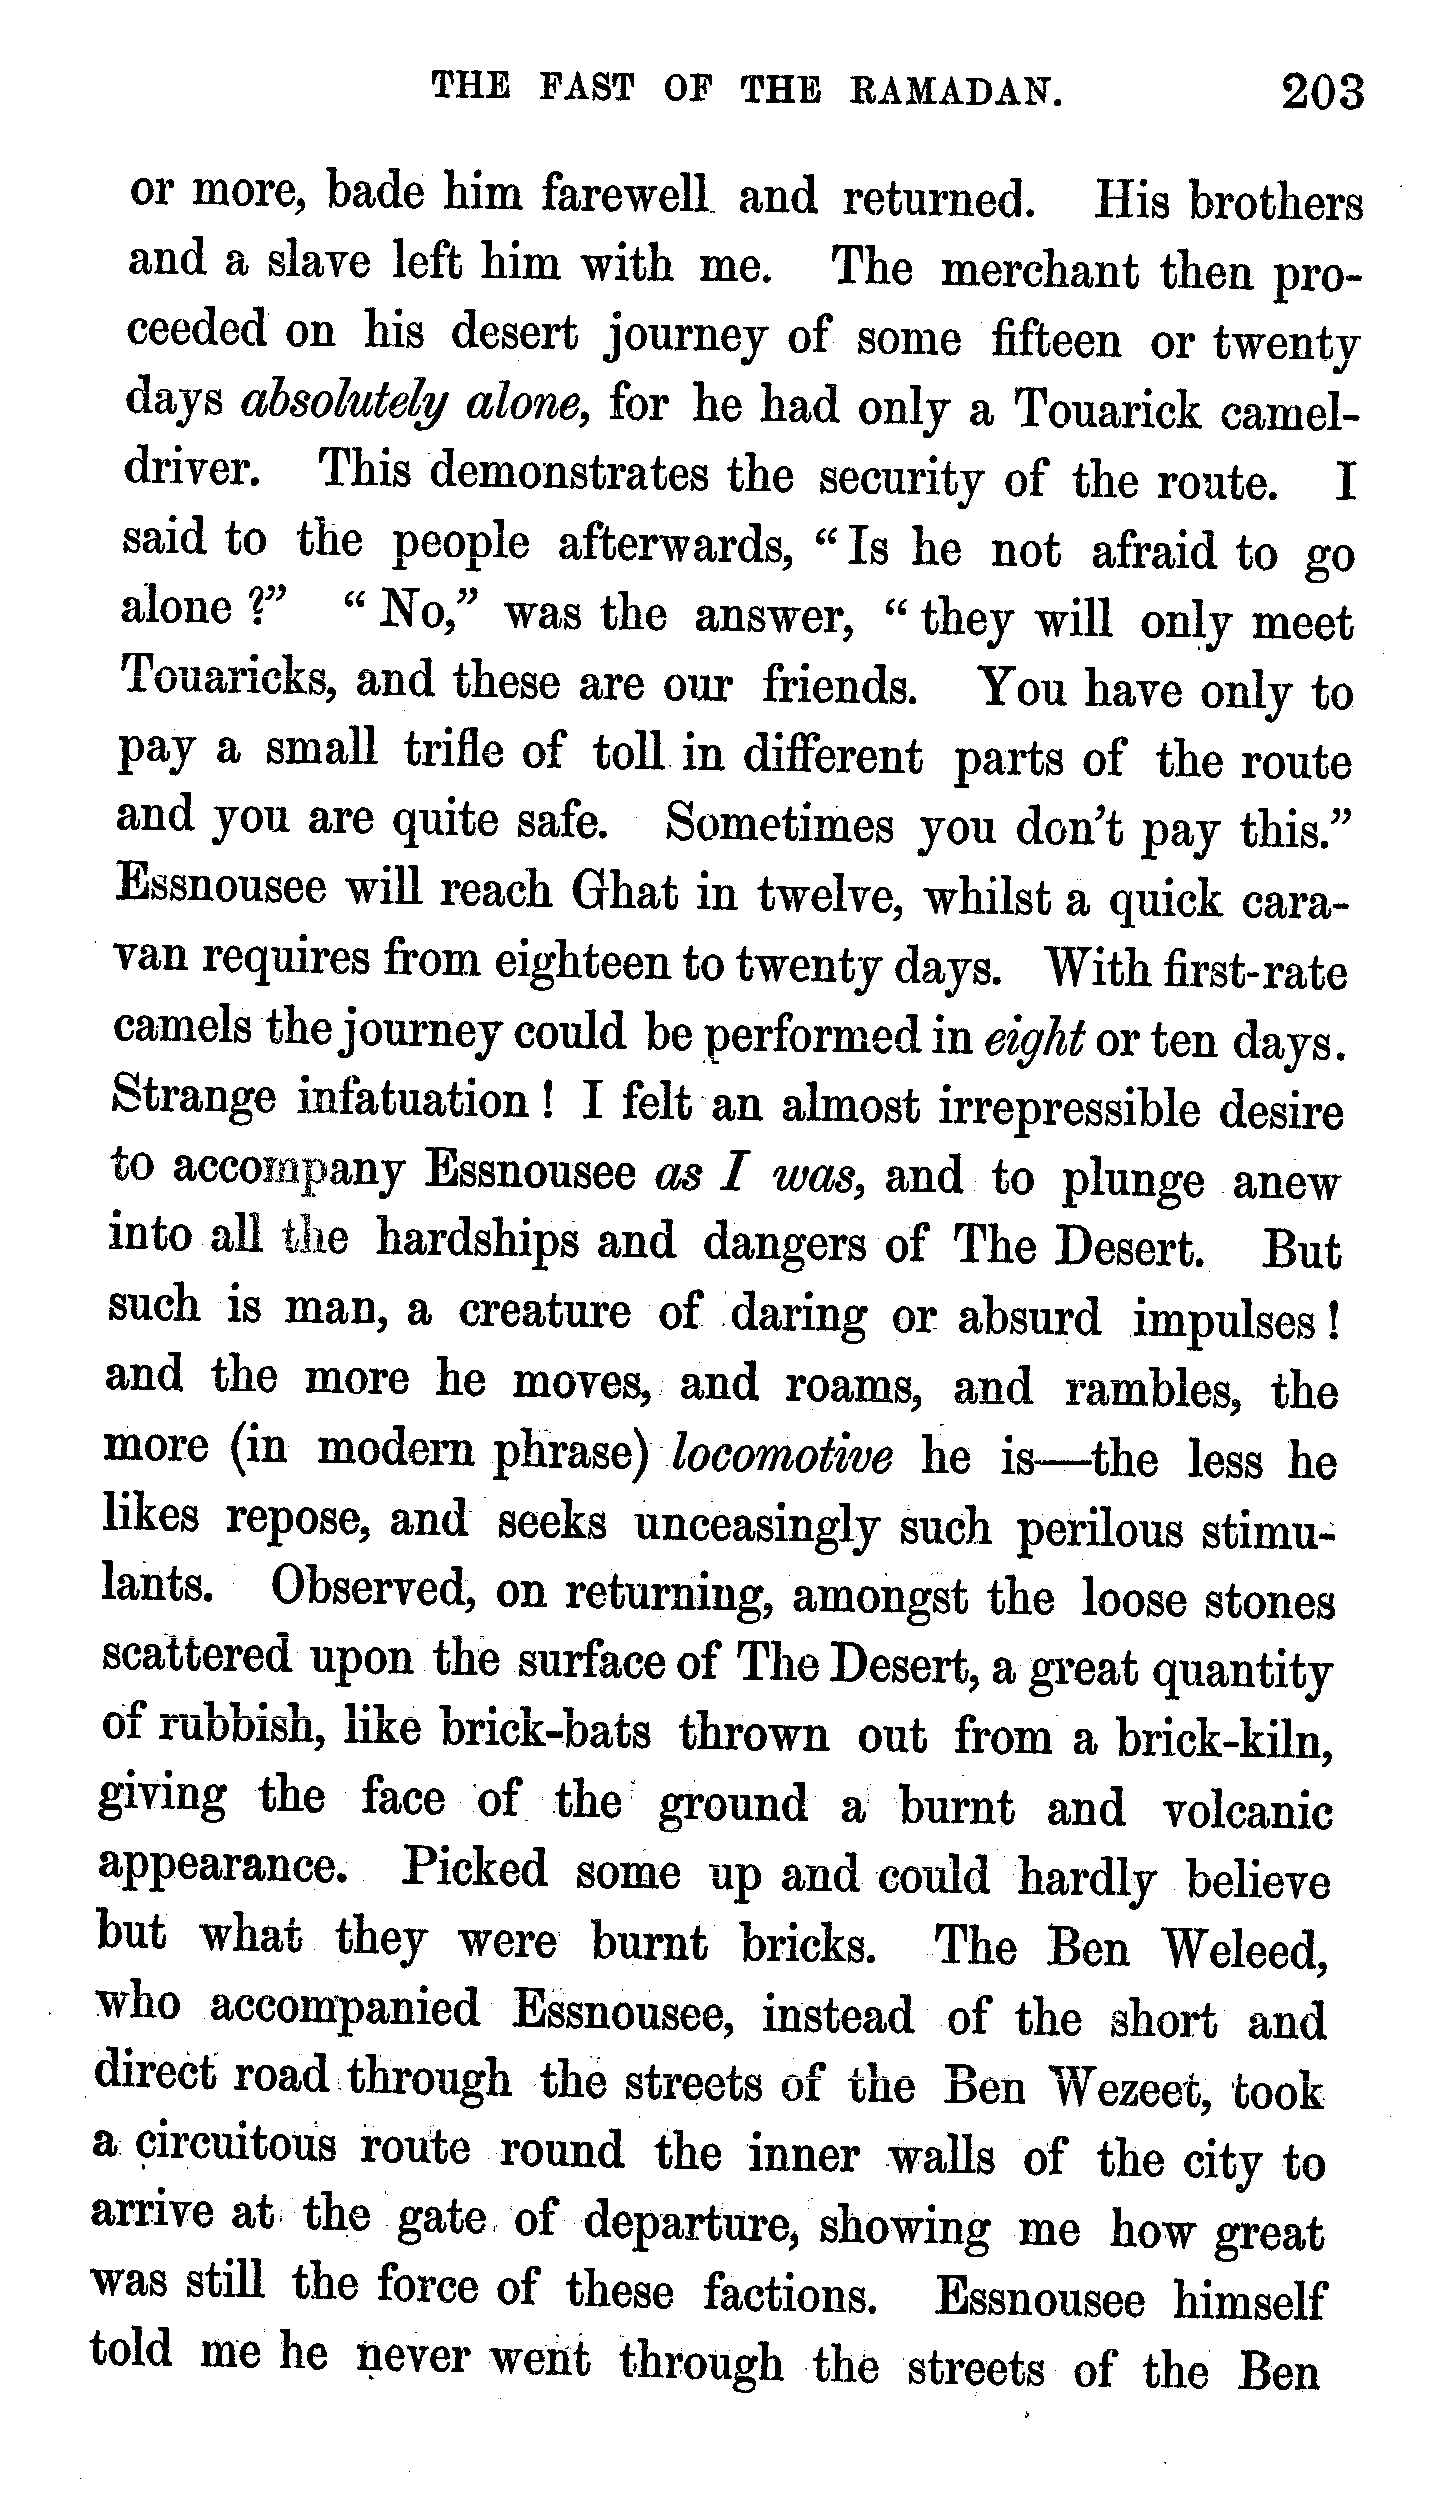 THE FAST OF THE RAMADAN. 203
or more, bade him farewell and returned. His brothers
and a slave left him with me. The merchant then pro-
ceeded on his desert journey of some fifteen or twenty
days absolutely alone, for he had only a Touarick camel-
driver. This demonstrates the security of the route. I
said to the people afterwards, “Is he not afraid to go
alone?” “No,” was the answer, “they will only meet
Touaricks, and these are our friends. You have only to
pay a small trifle of toll in different parts of the route
and you are quite safe. Sometimes you don't pay this.”
Essnousee will reach Ghat in twelve, whilst a quick cara-
van requires from eighteen to twenty days. With first-rate
camels the journey could be performed in eight or ten days.
Strange infatuation! I felt an almost irrepressible desire
to accompany Essnousee as I was, and to plunge anew
into all the hardships and dangers of The Desert. But
such is man, a creature of daring or absurd impulses!
and the more he moves, and roams, and rambles, the
more (in modern phrase) locomotive he is—the less he
likes repose, and seeks unceasingly such perilous stimu-
lants. Observed, on returning, amongst the loose stones
scattered upon the surface of The Desert, a great quantity
of rubbish, like brick-bats thrown out from a brick-kiln,
giving the face of the ground a burnt and volcanic
appearance. Picked some up and could hardly believe
but what they were burnt bricks. The Ben Weleed,
who accompanied Essnousee, instead of the short and
direct road through the streets of the Ben Wezeet, took
a circuitous route round the inner walls of the city to
arrive at the gate of departure, showing me how great
was still the force of these factions. Essnousee himself
told me he never went through the streets of the Ben